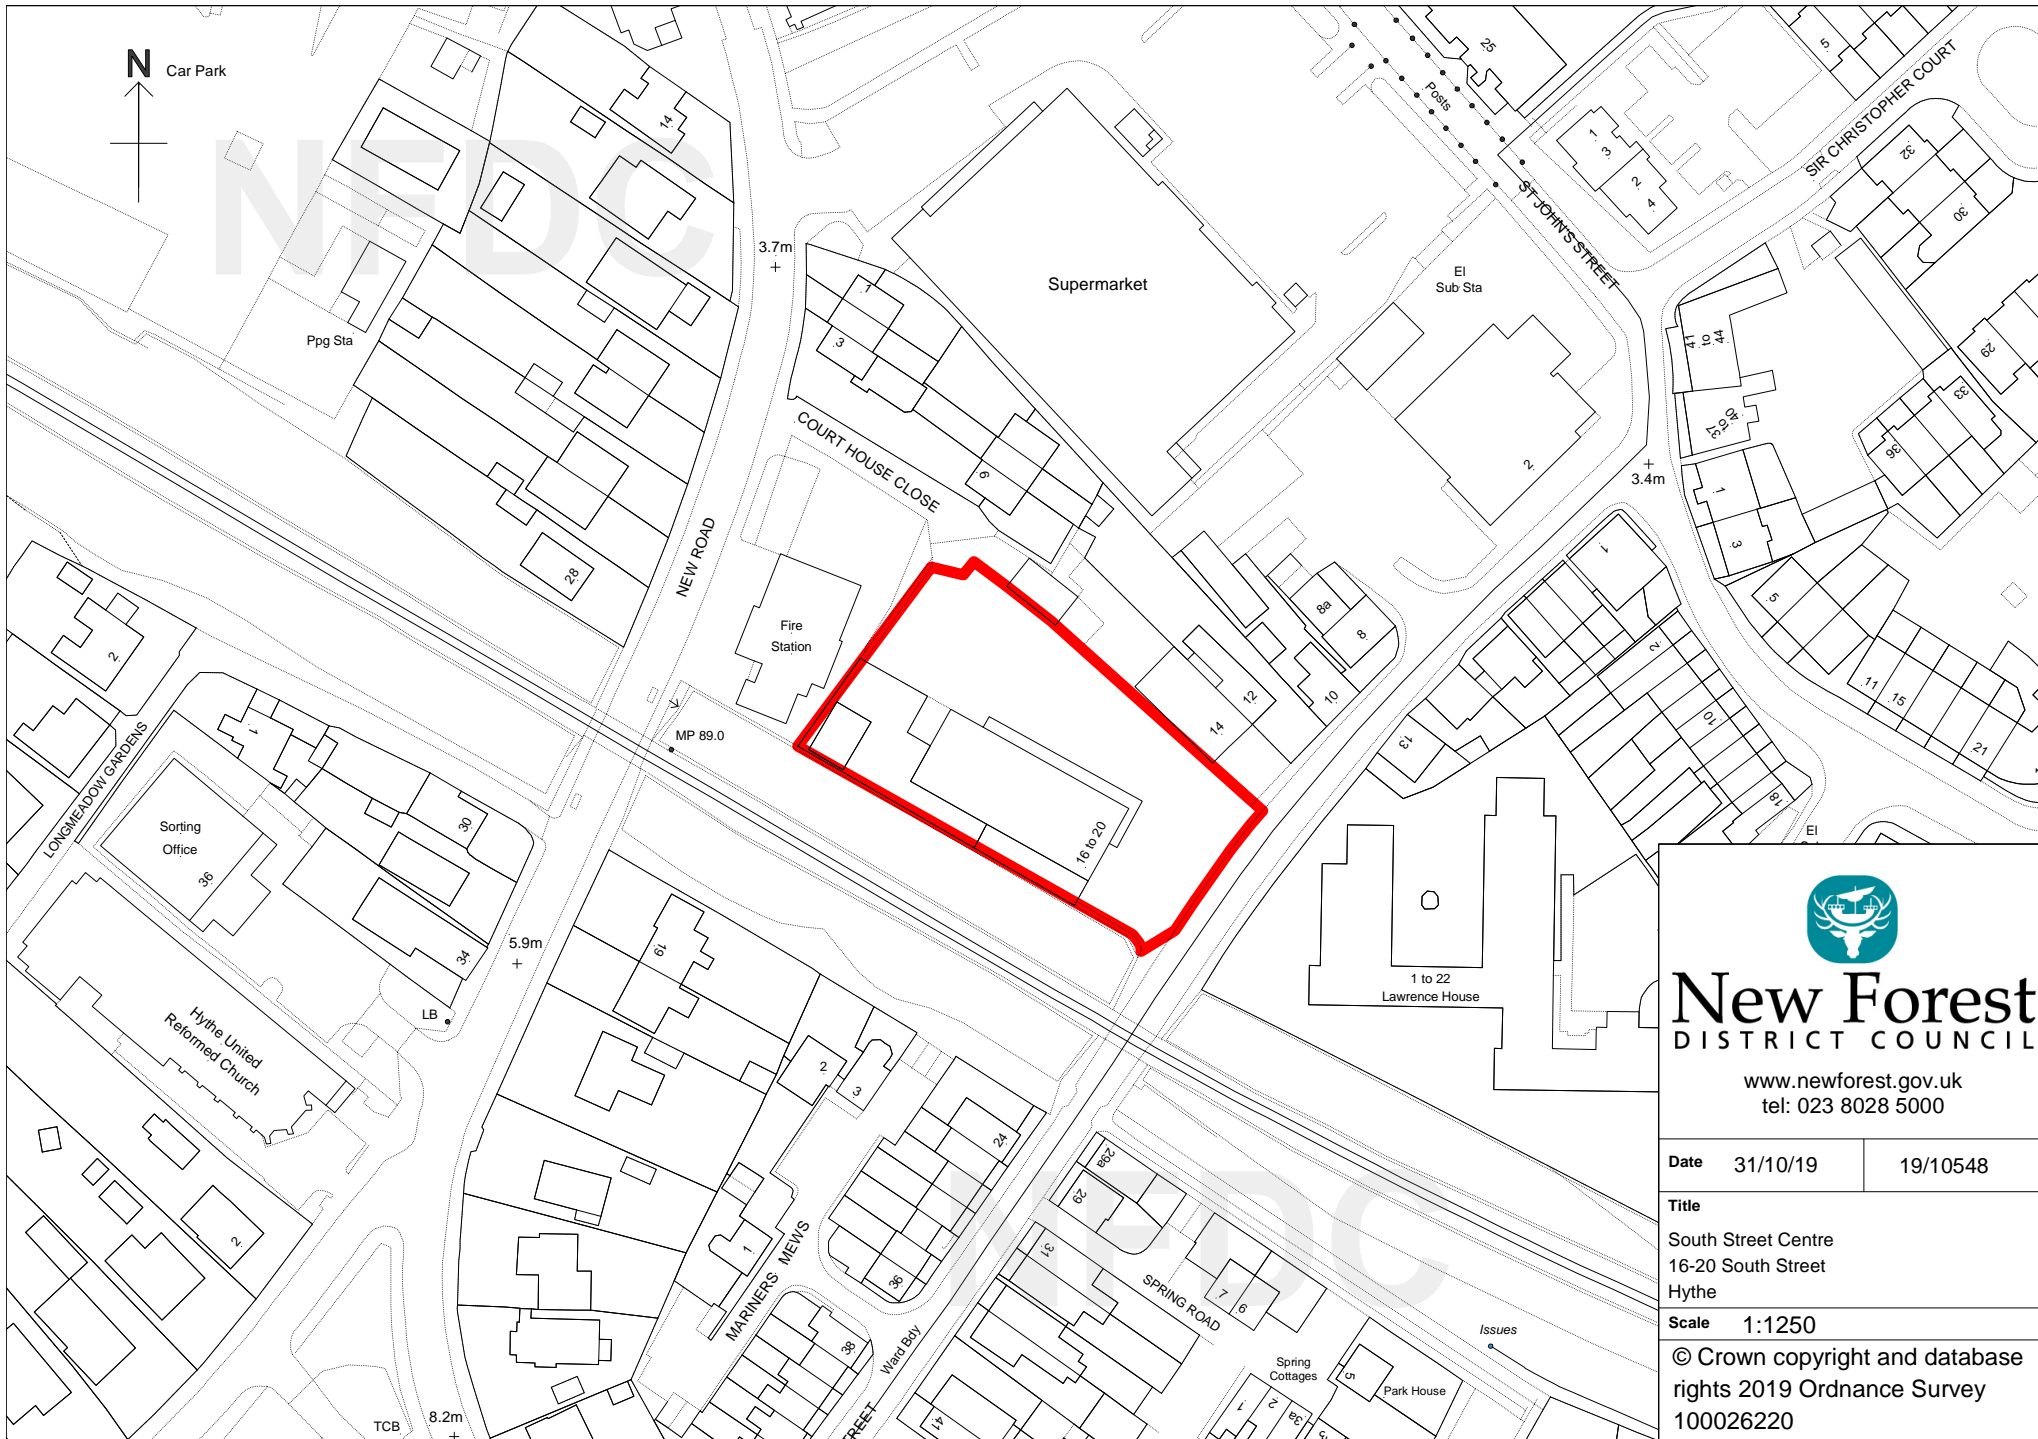 N
Car Park
NFDC
14
25
5
Posts
SIR CHRISTOPHER COURT
1
3
2
4
32
30
ST JOHN'S STREET
3.7m
Supermarket
El
Sub Sta
1
3
Ppg Sta
41
to
44
29
33
37
to
40
36
COURT HOUSE CLOSE
6
2
3.4m
1
3
NEW ROAD
28
1
5
8a
8
2
Fire
Station
2
11
15
12
10
14
10
21
LONGMEADOW GARDENS
1
MP 89.0
13
18
Sorting
Office
36
30
16 to 20
El
34
5.9m
19
1 to 22
Lawrence House
LB
Hythe United
Reformed Church
2
3
24
29a
29
2
MARINERS MEWS
1
36
31
NFDC
SPRING ROAD
7
6
38
Ward Bdy
Issues
Spring
Cottages
5
Park House
1
2
3a
41
TCB
8.2m
REET
New Forest
DISTRICT COUNCIL
www.newforest.gov.uk
tel: 023 8028 5000
Date 31/10/19 19/10548
Title
South Street Centre
16-20 South Street
Hythe
Scale 1:1250
© Crown copyright and database
rights 2019 Ordnance Survey
100026220